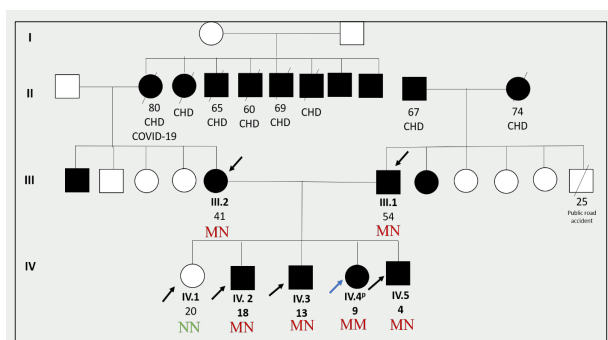 I
II
80 65 60 69 67 74
CHD CHD CHD CHD CHD CHD CHD CHD
COVID-19
III
III.2 III.1 25
41 54 Public road
MN MN accident
IV
IV.1 IV. 2 IV.3 IV.4p IV.5
20 18 13 9 4
NN MN MN MM MN